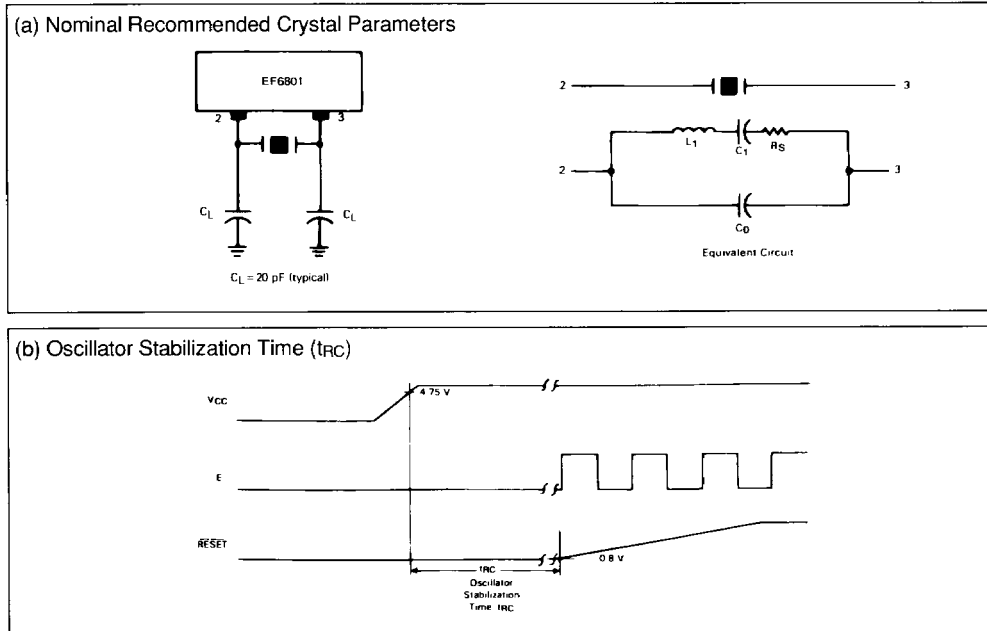 (a) Nominal Recommended Crystal Parameters
EF6801
2 3
CL CL
CL = 20 pF (typical)
2 3
L1 C1 RS
2 3
C0
Equivalent Circuit
(b) Oscillator Stabilization Time (tRC)
VCC
4 75 V
E
RESET
0 8 V
tRC
Oscillator
Stabilization
Time tRC